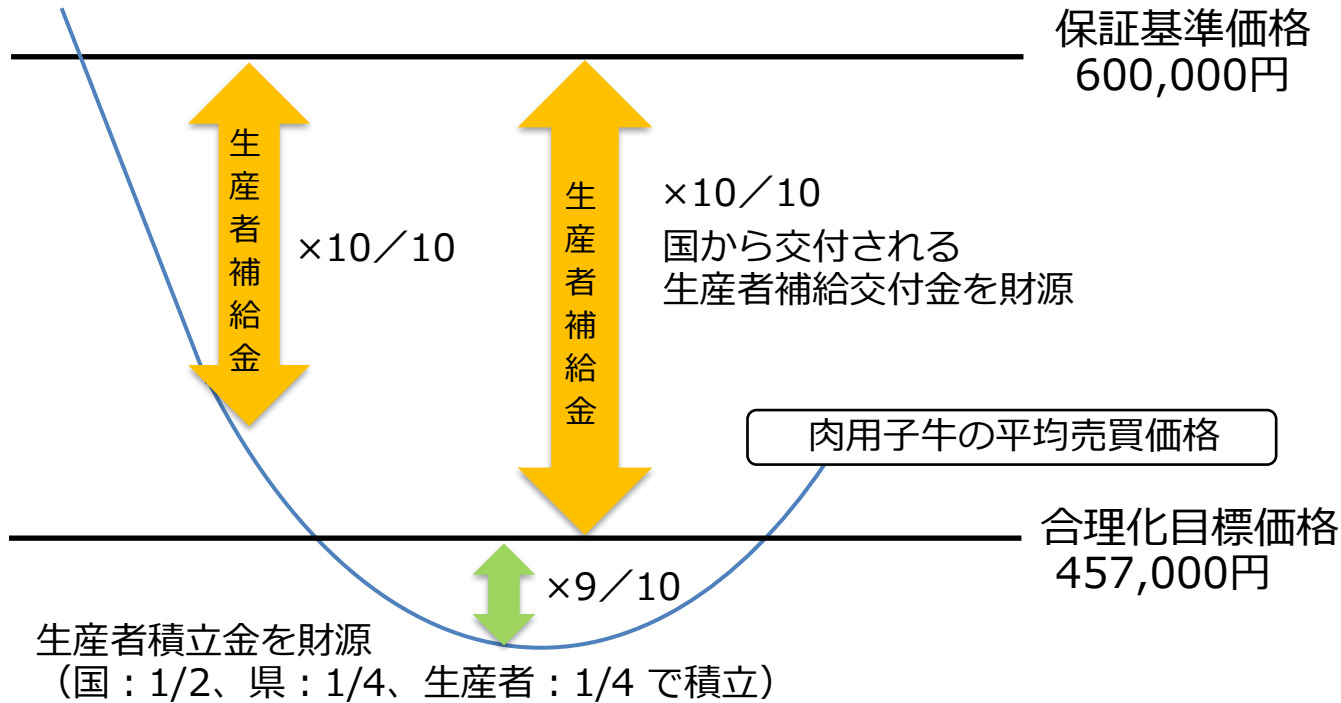 保証基準価格
600,000円
生産者補給金
×10／10
生産者補給金
×10／10
国から交付される
生産者補給交付金を財源
肉用子牛の平均売買価格
合理化目標価格
457,000円
×9／10
生産者積立金を財源
（国：1/2、県：1/4、生産者：1/4 で積立）